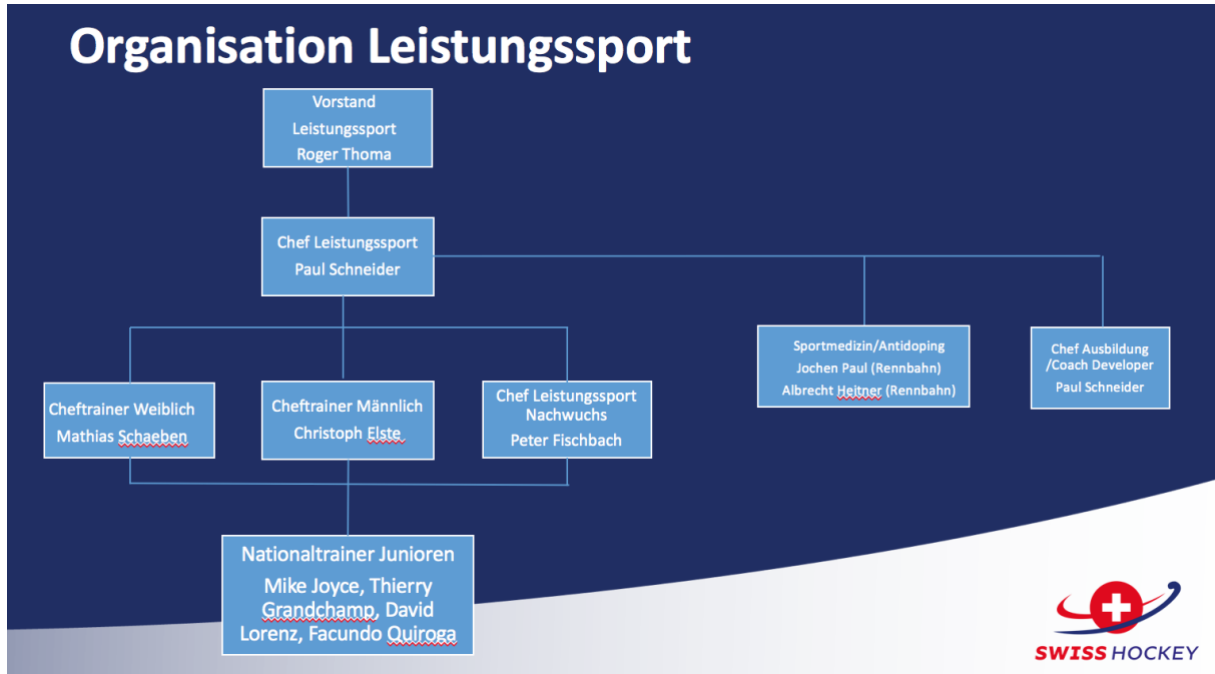 Organisation Leistungssport
Vorstand
Leistungssport
Roger Thoma
Chef Leistungssport
Paul Schneider
Sportmedizin/Antidoping
Jochen Paul (Rennbahn)
Albrecht Heitner (Rennbahn)
Chef Ausbildung
/Coach Developer
Paul Schneider
Cheftrainer Weiblich
Mathias Schaeben
Cheftrainer Männlich
Christoph Elste
Chef Leistungssport
Nachwuchs
Peter Fischbach
Nationaltrainer Junioren
Mike Joyce, Thierry
Grandchamp, David
Lorenz, Facundo Quiroga
SWISS HOCKEY